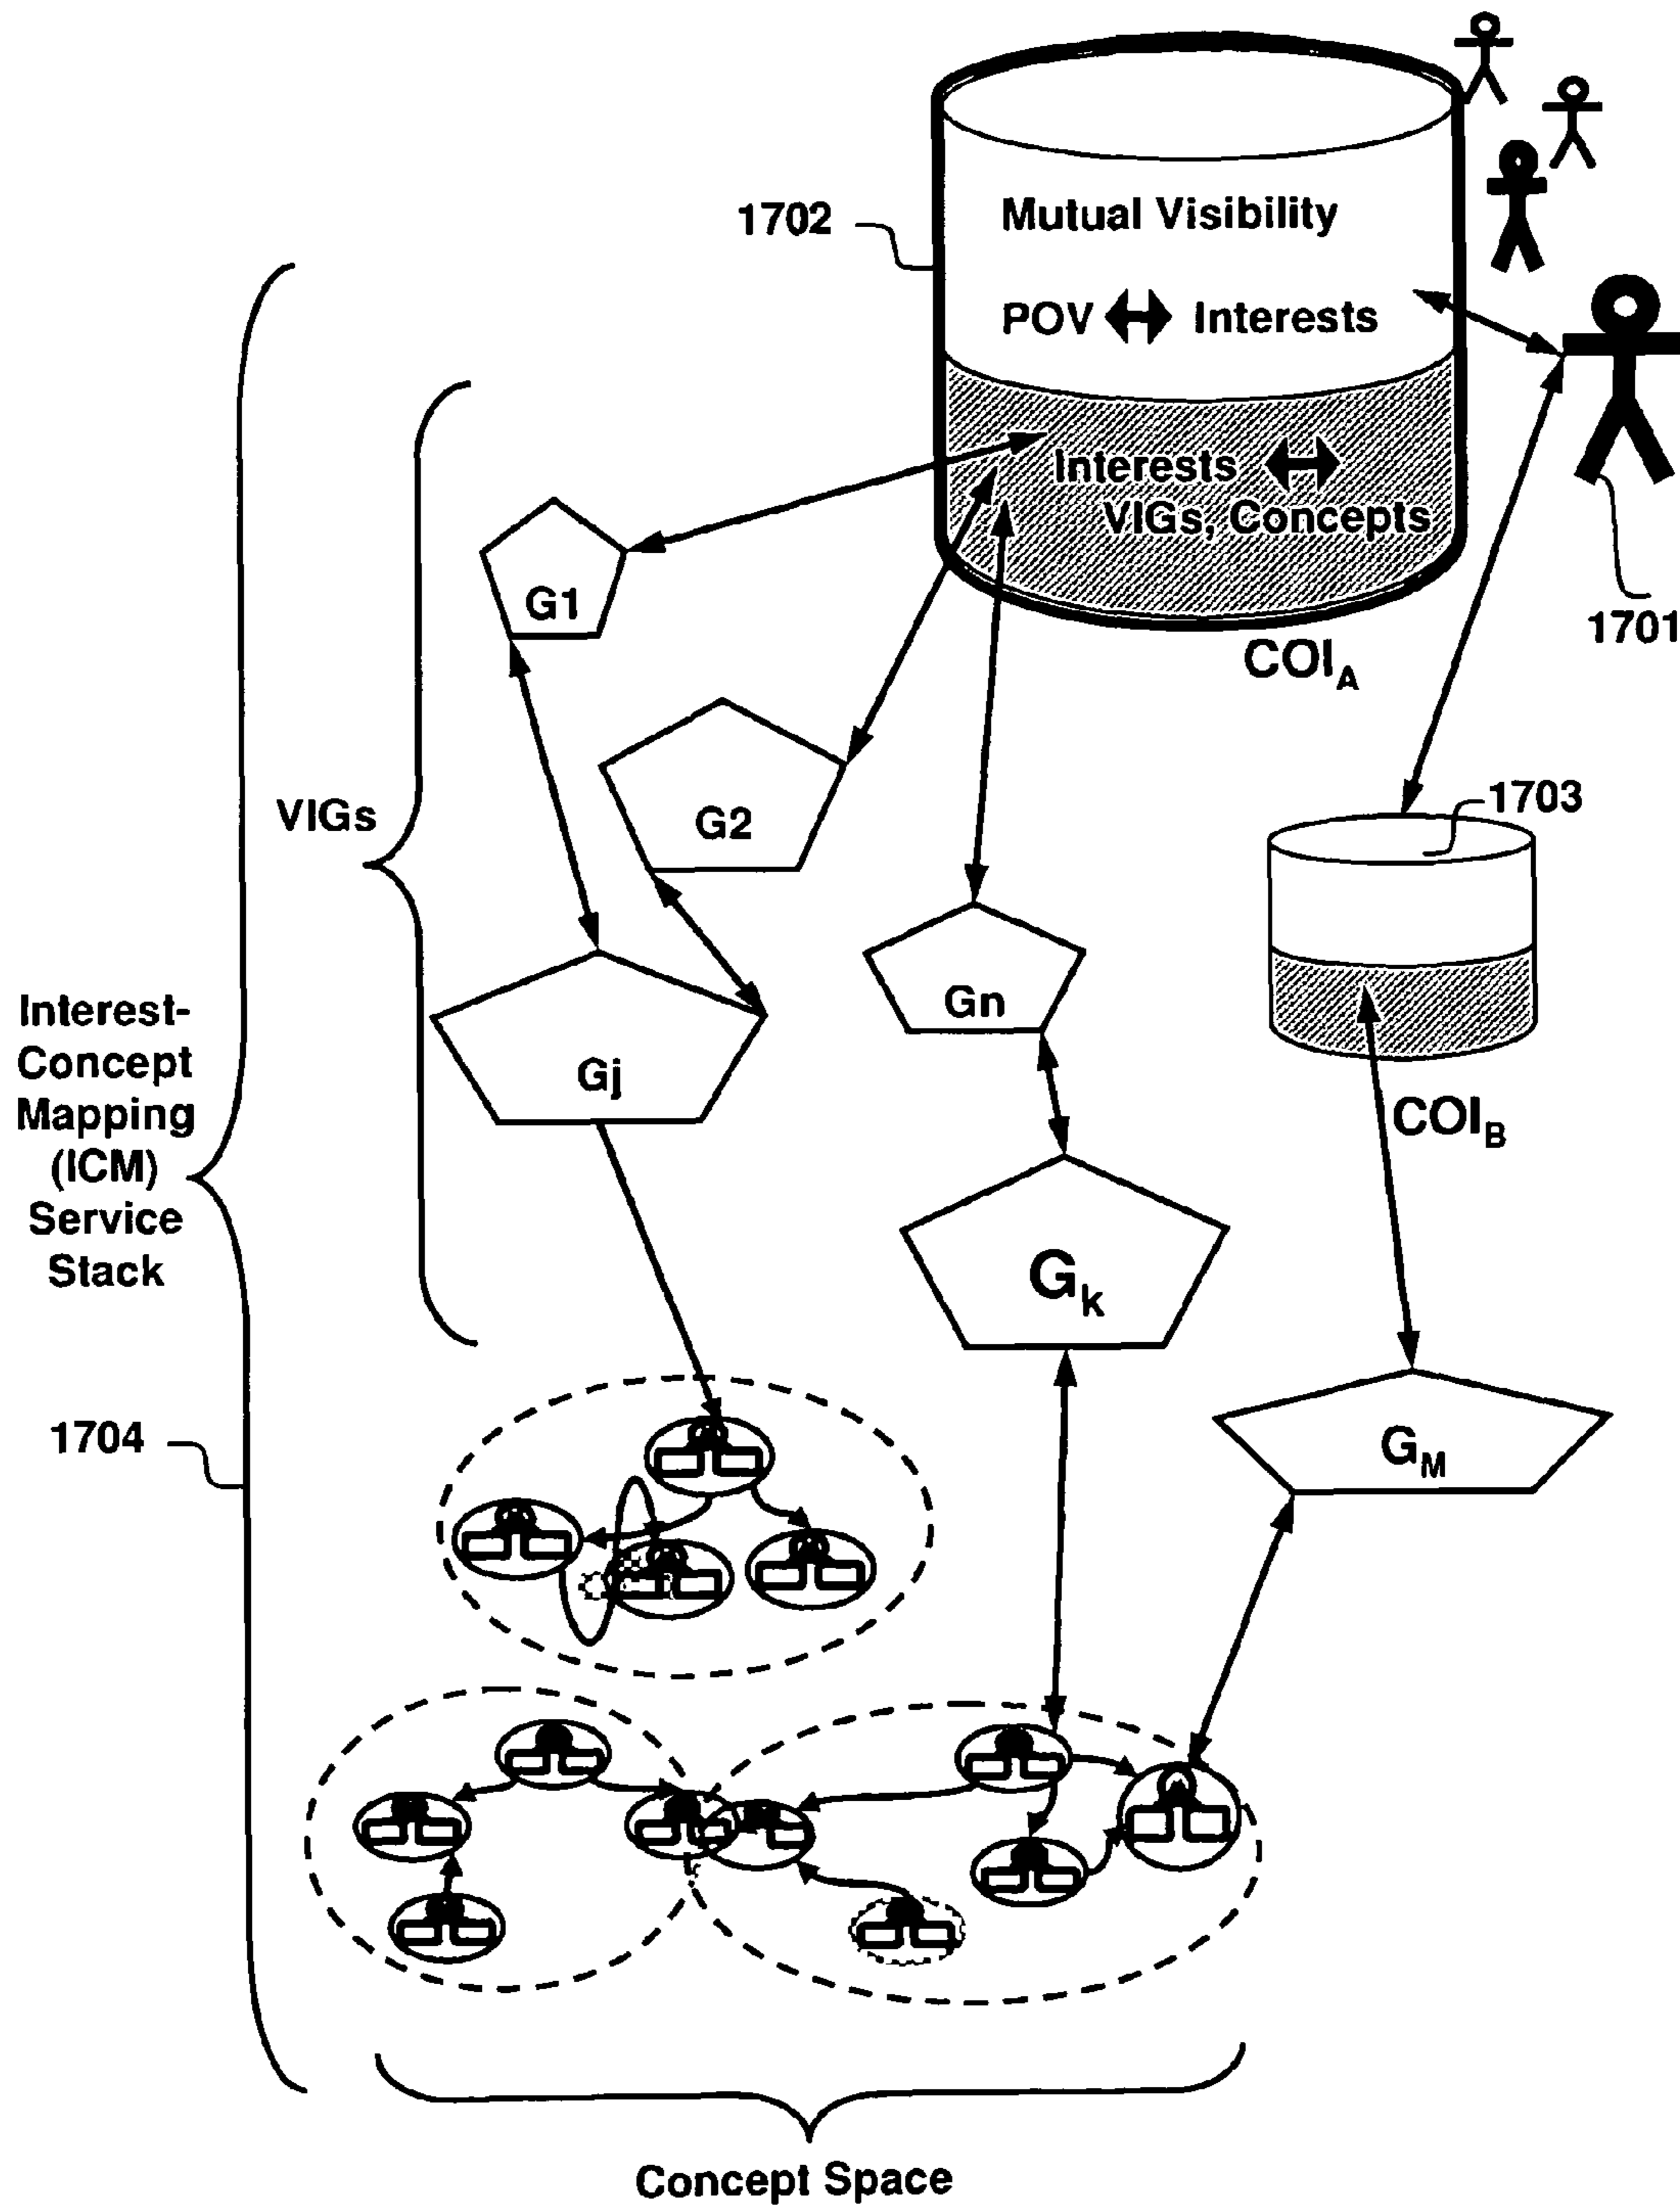 1702
Mutual Visibility
POV Interests
Interests
VIGs, Concepts
1701
COIA
G1
G2
VIGs
1703
Gn
Gj
Interest-
Concept
Mapping
(ICM)
Service
Stack
COIB
Gk
1704
GM
Concept Space